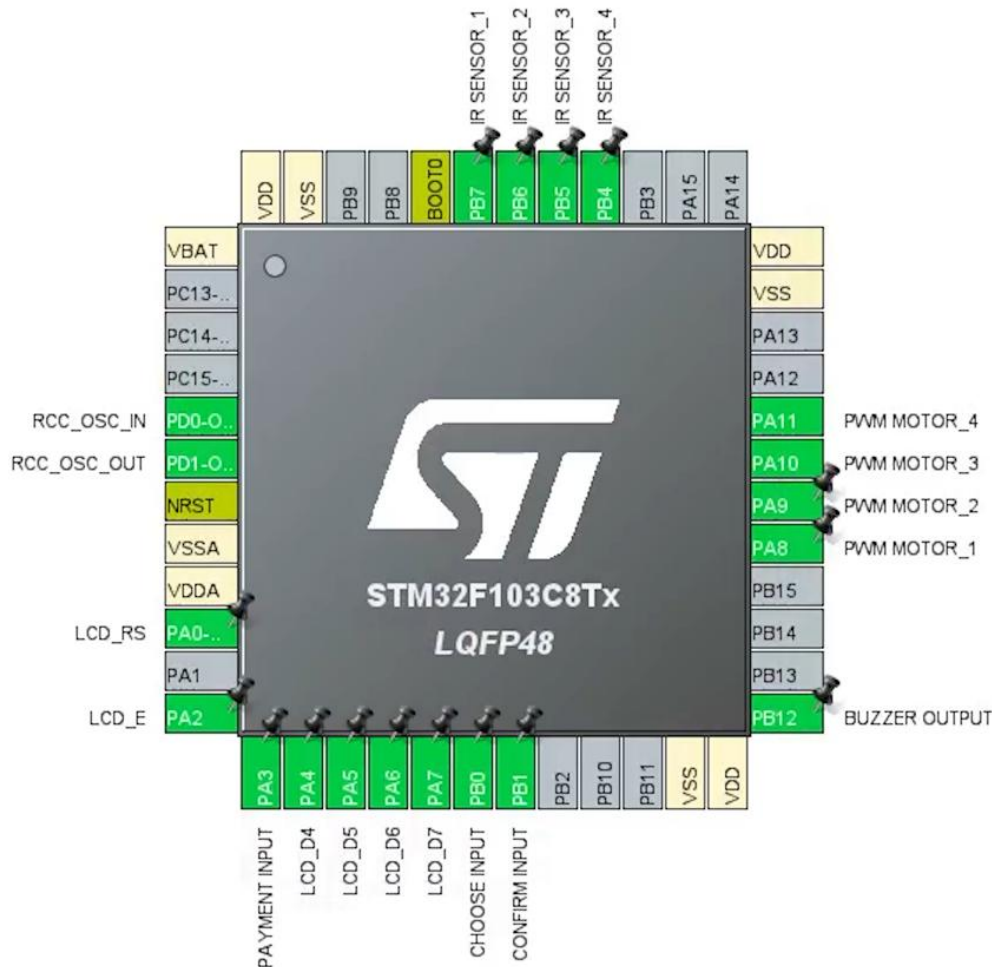 IR SENSOR_1
IR SENSOR_2
IR SENSOR_3
IR SENSOR_4
VDD
VSS
PB9
PB8
BOOT0
PB7
PB6
PB5
PB4
PB3
PA15
PA14
VBAT
PC13-..
PC14-..
PC15-..
RCC_OSC_IN
PD0-O..
RCC_OSC_OUT
PD1-O..
NRST
VSSA
VDDA
LCD_RS
PA0-..
PA1
LCD_E
PA2
STM32F103C8Tx
LQFP48
VDD
VSS
PA13
PA12
PA11
PWM MOTOR_4
PA10
PWM MOTOR_3
PA9
PWM MOTOR_2
PA8
PWM MOTOR_1
PB15
PB14
PB13
PB12
BUZZER OUTPUT
PA3
PA4
PA5
PA6
PA7
PB0
PB1
PB2
PB10
PB11
VSS
VDD
PAYMENT INPUT
LCD_D4
LCD_D5
LCD_D6
LCD_D7
CHOOSE INPUT
CONFIRM INPUT